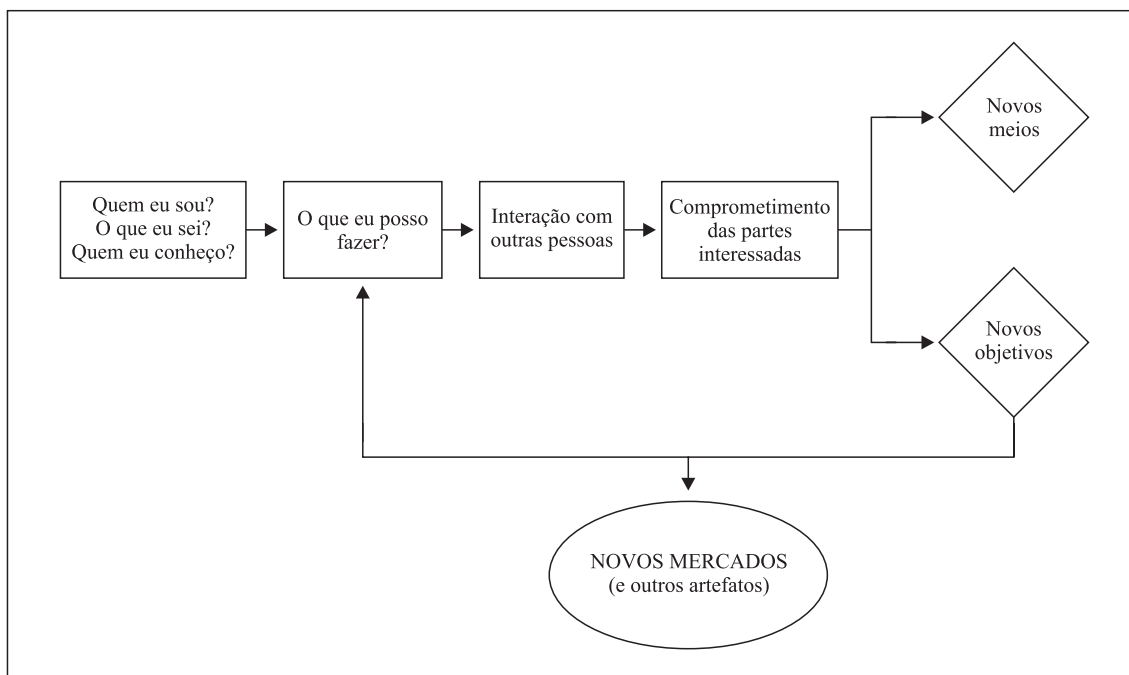 Quem eu sou?
O que eu sei?
Quem eu conheço?
O que eu posso
fazer?
Interação com
outras pessoas
Comprometimento
das partes
interessadas
Novos
meios
Novos
objetivos
NOVOS MERCADOS
(e outros artefatos)